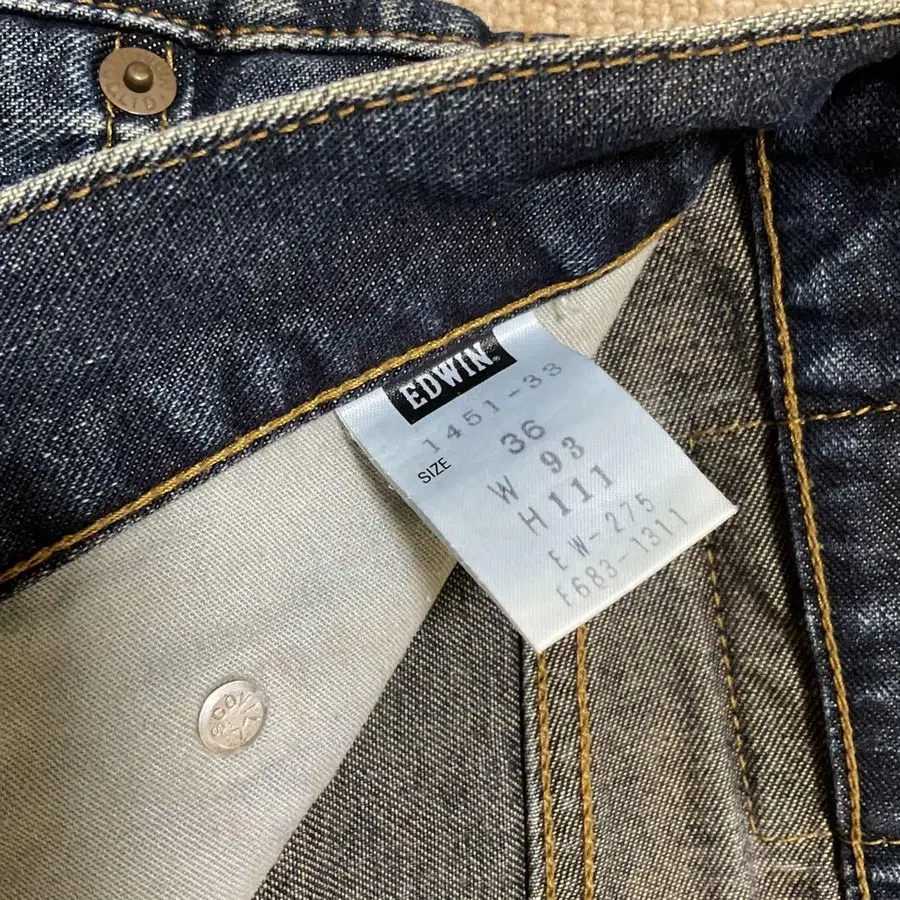 EDWIN
1451-33
SIZE 36
W 93
H 111
EW-275
F683-1311